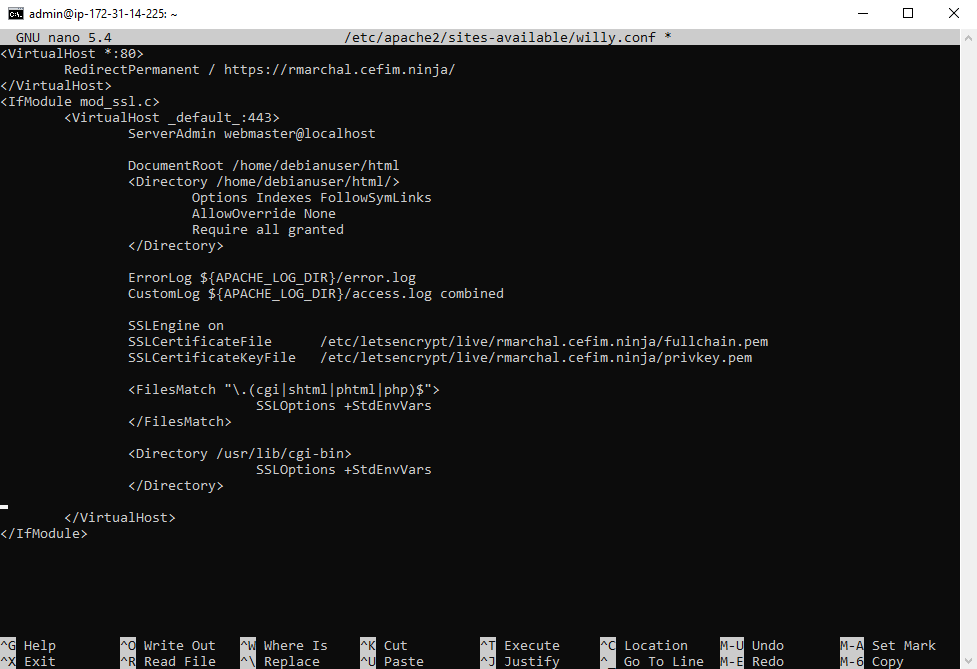 admin@ip-172-31-14-225: ~
GNU nano 5.4 /etc/apache2/sites-available/willy.conf *
<VirtualHost *:80>
        RedirectPermanent / https://rmarchal.cefim.ninja/
</VirtualHost>
<IfModule mod_ssl.c>
        <VirtualHost _default_:443>
                ServerAdmin webmaster@localhost
                DocumentRoot /home/debianuser/html
                <Directory /home/debianuser/html/>
                        Options Indexes FollowSymLinks
                        AllowOverride None
                        Require all granted
                </Directory>
                ErrorLog ${APACHE_LOG_DIR}/error.log
                CustomLog ${APACHE_LOG_DIR}/access.log combined
                SSLEngine on
                SSLCertificateFile      /etc/letsencrypt/live/rmarchal.cefim.ninja/fullchain.pem
                SSLCertificateKeyFile   /etc/letsencrypt/live/rmarchal.cefim.ninja/privkey.pem
                <FilesMatch "\.(cgi|shtml|phtml|php)$">
                                SSLOptions +StdEnvVars
                </FilesMatch>
                <Directory /usr/lib/cgi-bin>
                                SSLOptions +StdEnvVars
                </Directory>
        </VirtualHost>
</IfModule>
^G Help ^O Write Out ^W Where Is ^K Cut ^T Execute ^C Location M-U Undo M-A Set Mark
^X Exit ^R Read File ^\ Replace ^U Paste ^J Justify ^_ Go To Line M-E Redo M-6 Copy